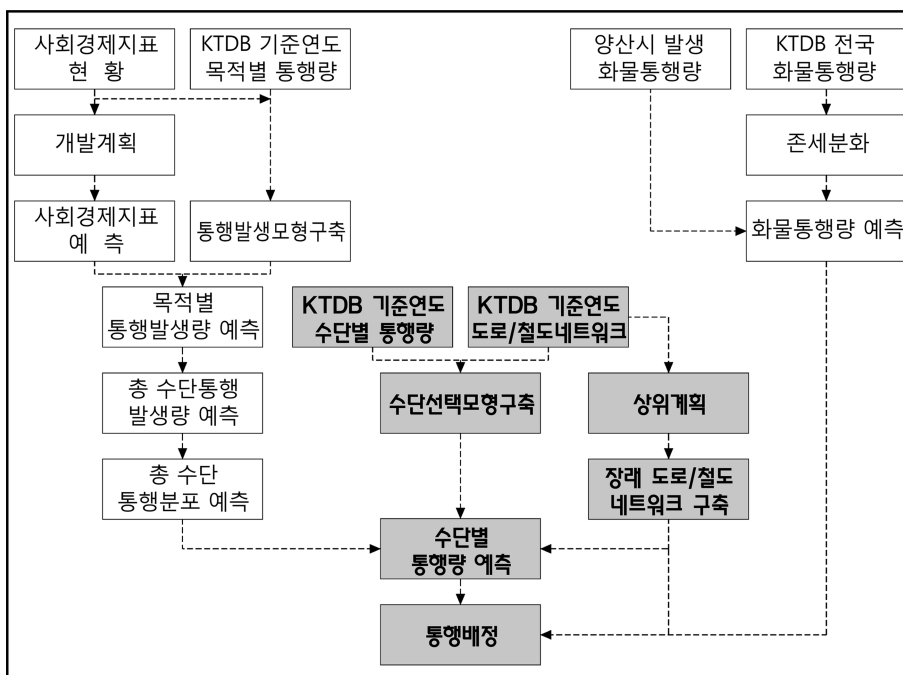 사회경제지표
현 황
KTDB 기준연도
목적별 통행량
양산시 발생
화물통행량
KTDB 전국
화물통행량
개발계획
존세분화
사회경제지표
예 측
통행발생모형구축
화물통행량 예측
목적별
통행발생량 예측
KTDB 기준연도
수단별 통행량
KTDB 기준연도
도로/철도네트워크
총 수단통행
발생량 예측
수단선택모형구축
상위계획
총 수단
통행분포 예측
장래 도로/철도
네트워크 구축
수단별
통행량 예측
통행배정